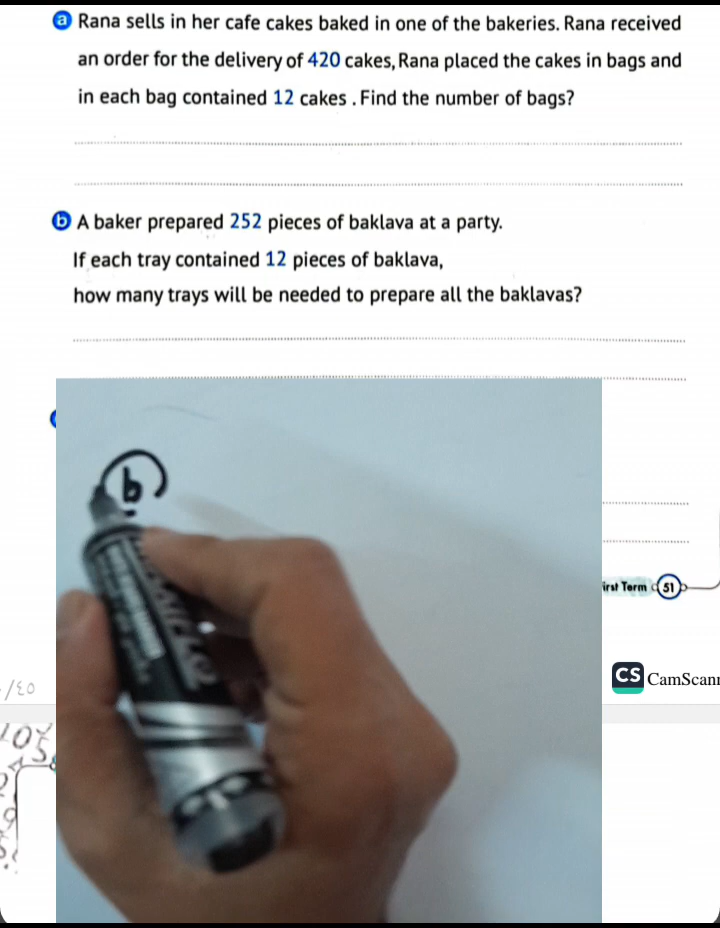 a Rana sells in her cafe cakes baked in one of the bakeries. Rana received
an order for the delivery of 420 cakes, Rana placed the cakes in bags and
in each bag contained 12 cakes . Find the number of bags?
b A baker prepared 252 pieces of baklava at a party.
If each tray contained 12 pieces of baklava,
how many trays will be needed to prepare all the baklavas?
b
irst Term 51
CS CamScann